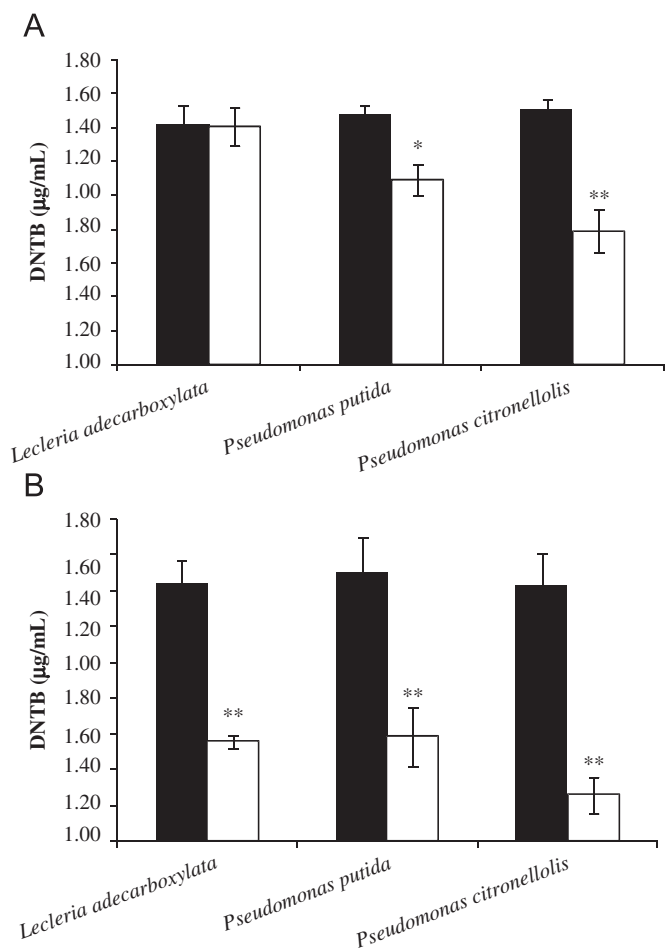 A
1.80
1.60
1.40
1.20
1.00
1.80
1.60
1.40
1.20
1.00
DNTB (µg/mL)
*
**
Lecleria adecarboxylata
Pseudomonas putida
Pseudomonas citronellolis
B
1.80
1.60
1.40
1.20
1.00
1.80
1.60
1.40
1.20
1.00
DNTB (µg/mL)
**
**
**
Lecleria adecarboxylata
Pseudomonas putida
Pseudomonas citronellolis